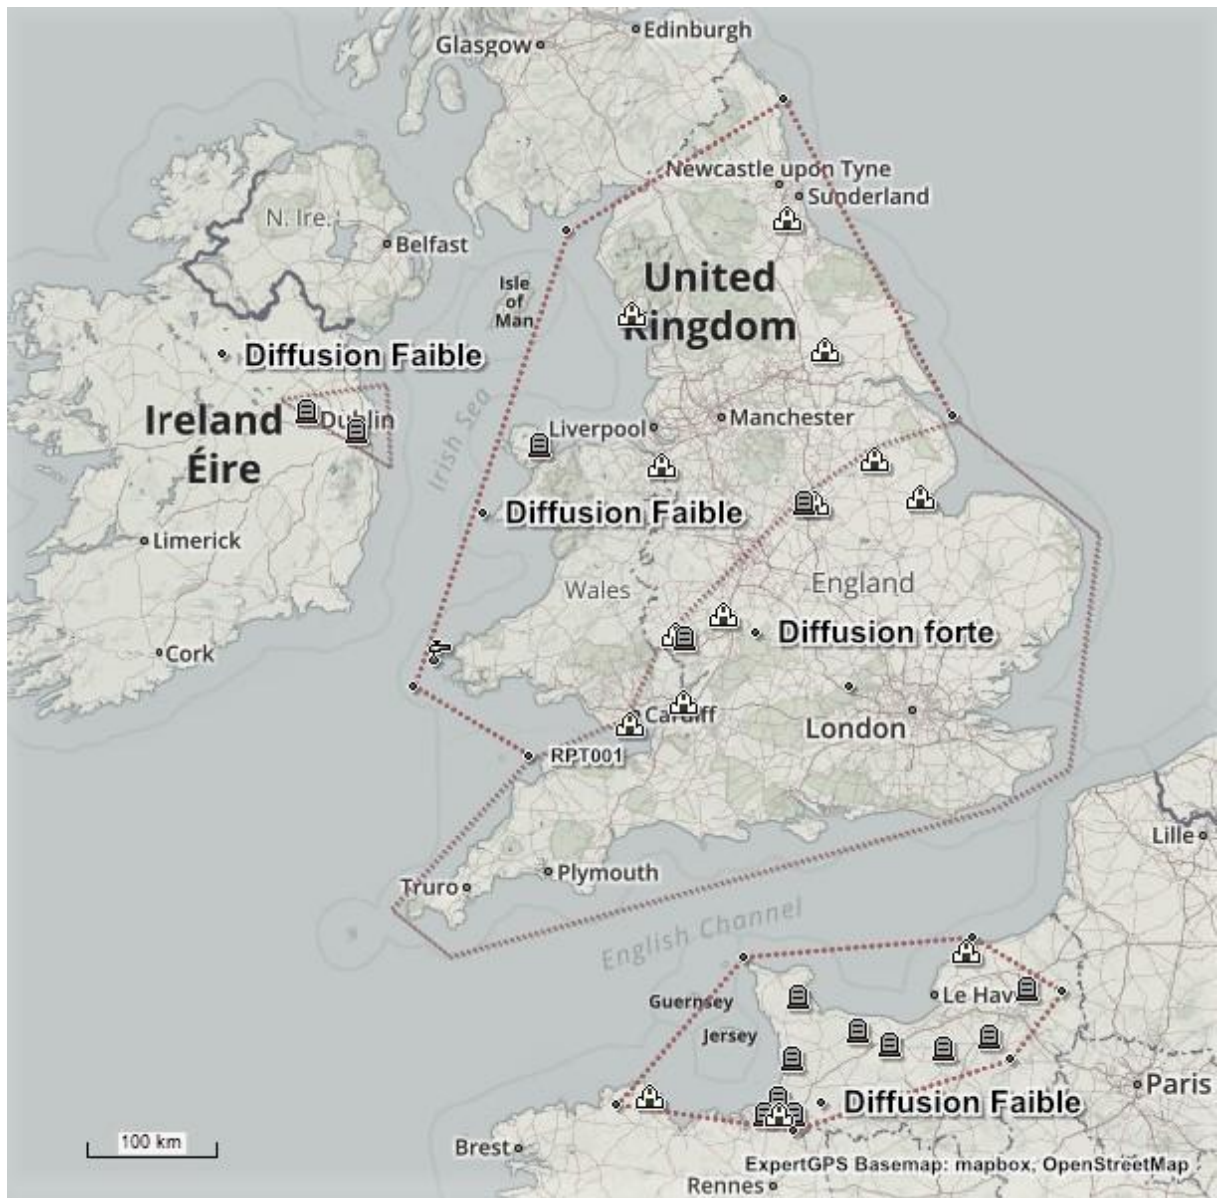 Edinburgh
Glasgow
Newcastle upon Tyne
Sunderland
N. Ire.
Belfast
Isle
of
Man
United
Kingdom
Diffusion Faible
Irish Sea
Ireland
Éire
Dublin
Liverpool
Manchester
Diffusion Faible
Limerick
Wales
England
Diffusion forte
Cork
Cardiff
London
RPT001
Lille
Truro
Plymouth
English Channel
Guernsey
Le Hav
Jersey
Paris
Diffusion Faible
100 km
Brest
ExpertGPS Basemap: mapbox, OpenStreetMap
Rennes